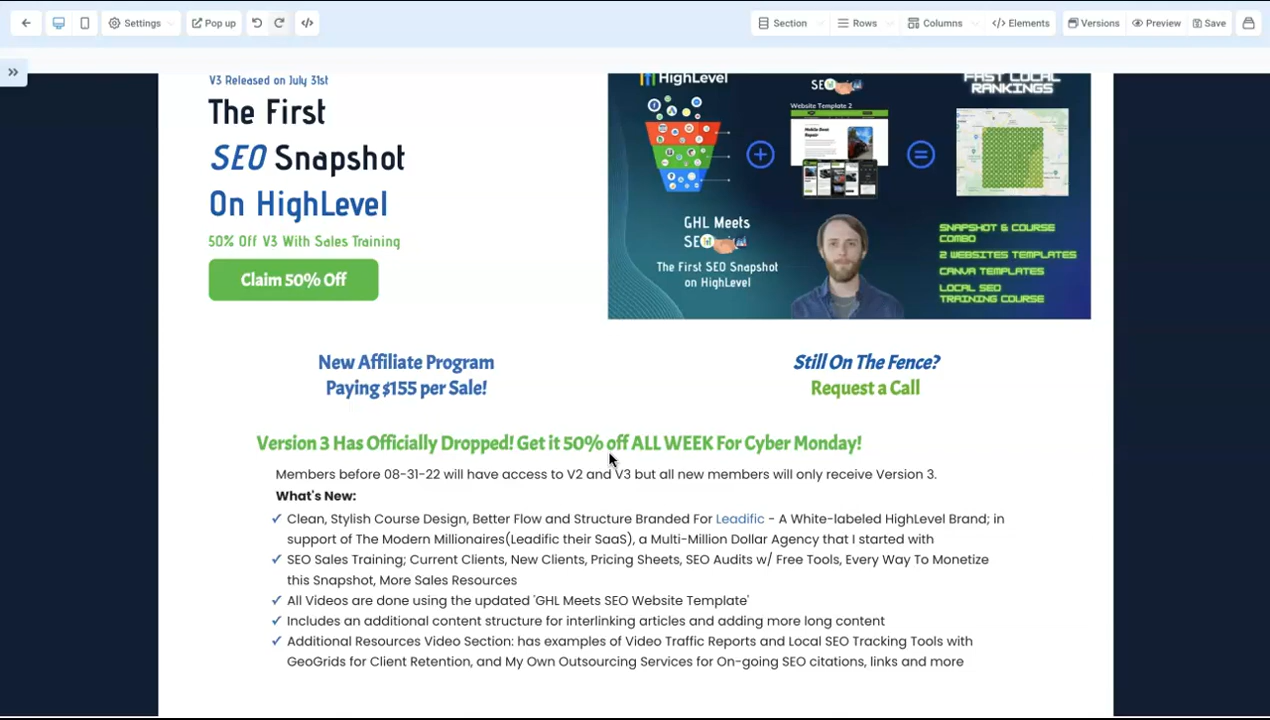 Settings
Pop up
Section
Rows
Columns
Elements
Versions
Preview
Save
V3 Released on July 31st
The First
SEO Snapshot
On HighLevel
50% Off V3 With Sales Training
Claim 50% Off
HighLevel
SEO
Website Template 2
Mobile Boat
Repair
FAST LOCAL
RANKINGS
GHL Meets
SEO
The First SEO Snapshot
on HighLevel
SNAPSHOT & COURSE
COMBO
2 WEBSITES TEMPLATES
CANVA TEMPLATES
LOCAL SEO
TRAINING COURSE
New Affiliate Program
Paying $155 per Sale!
Still On The Fence?
Request a Call
Version 3 Has Officially Dropped! Get it 50% off ALL WEEK For Cyber Monday!
Members before 08-31-22 will have access to V2 and V3 but all new members will only receive Version 3.
What's New:
Clean, Stylish Course Design, Better Flow and Structure Branded For Leadific - A White-labeled HighLevel Brand; in
support of The Modern Millionaires(Leadific their SaaS), a Multi-Million Dollar Agency that I started with
SEO Sales Training; Current Clients, New Clients, Pricing Sheets, SEO Audits w/ Free Tools, Every Way To Monetize
this Snapshot, More Sales Resources
All Videos are done using the updated 'GHL Meets SEO Website Template'
Includes an additional content structure for interlinking articles and adding more long content
Additional Resources Video Section: has examples of Video Traffic Reports and Local SEO Tracking Tools with
GeoGrids for Client Retention, and My Own Outsourcing Services for On-going SEO citations, links and more